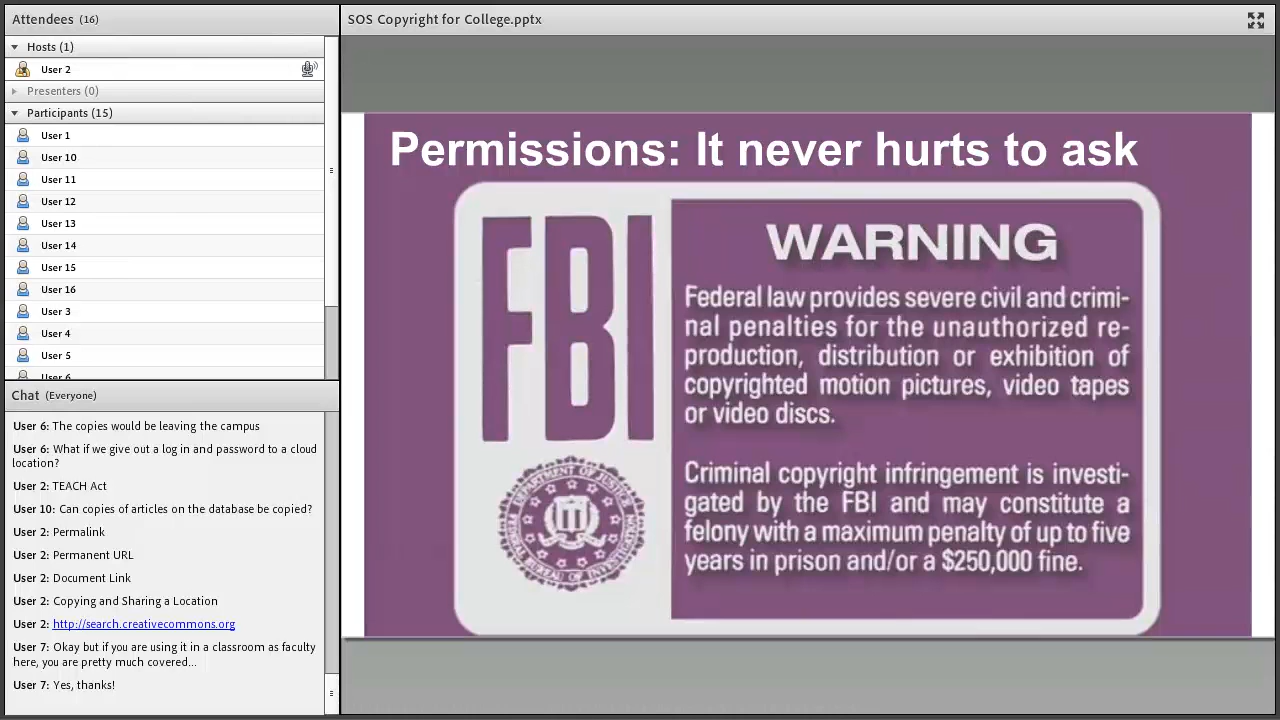 Attendees (16)
Hosts (1)
User 2
Presenters (0)
Participants (15)
User 1
User 10
User 11
User 12
User 13
User 14
User 15
User 16
User 3
User 4
User 5
User 6
Chat (Everyone)
User 6: The copies would be leaving the campus
User 6: What if we give out a log in and password to a cloud
location?
User 2: TEACH Act
User 10: Can copies of articles on the database be copied?
User 2: Permalink
User 2: Permanent URL
User 2: Document Link
User 2: Copying and Sharing a Location
User 2: http://search.creativecommons.org
User 7: Okay but if you are using it in a classroom as faculty
here, you are pretty much covered...
User 7: Yes, thanks!
SOS Copyright for College.pptx
Permissions: It never hurts to ask
FBI
DEPARTMENT OF JUSTICE
FEDERAL BUREAU OF INVESTIGATION
WARNING
Federal law provides severe civil and crimi-
nal penalties for the unauthorized re-
production, distribution or exhibition of
copyrighted motion pictures, video tapes
or video discs.
Criminal copyright infringement is investi-
gated by the FBI and may constitute a
felony with a maximum penalty of up to five
years in prison and/or a $250,000 fine.